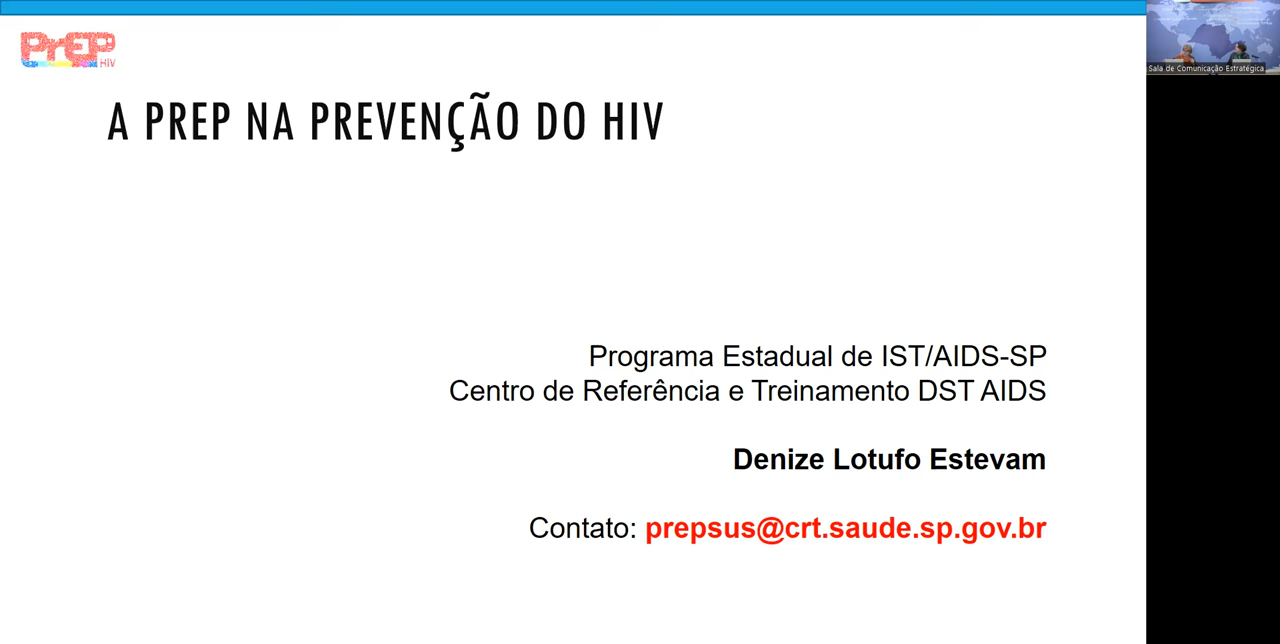 PrEP
HIV
Sala de Comunicação Estratégica
A PREP NA PREVENÇÃO DO HIV
Programa Estadual de IST/AIDS-SP
Centro de Referência e Treinamento DST AIDS
Denize Lotufo Estevam
Contato: prepsus@crt.saude.sp.gov.br